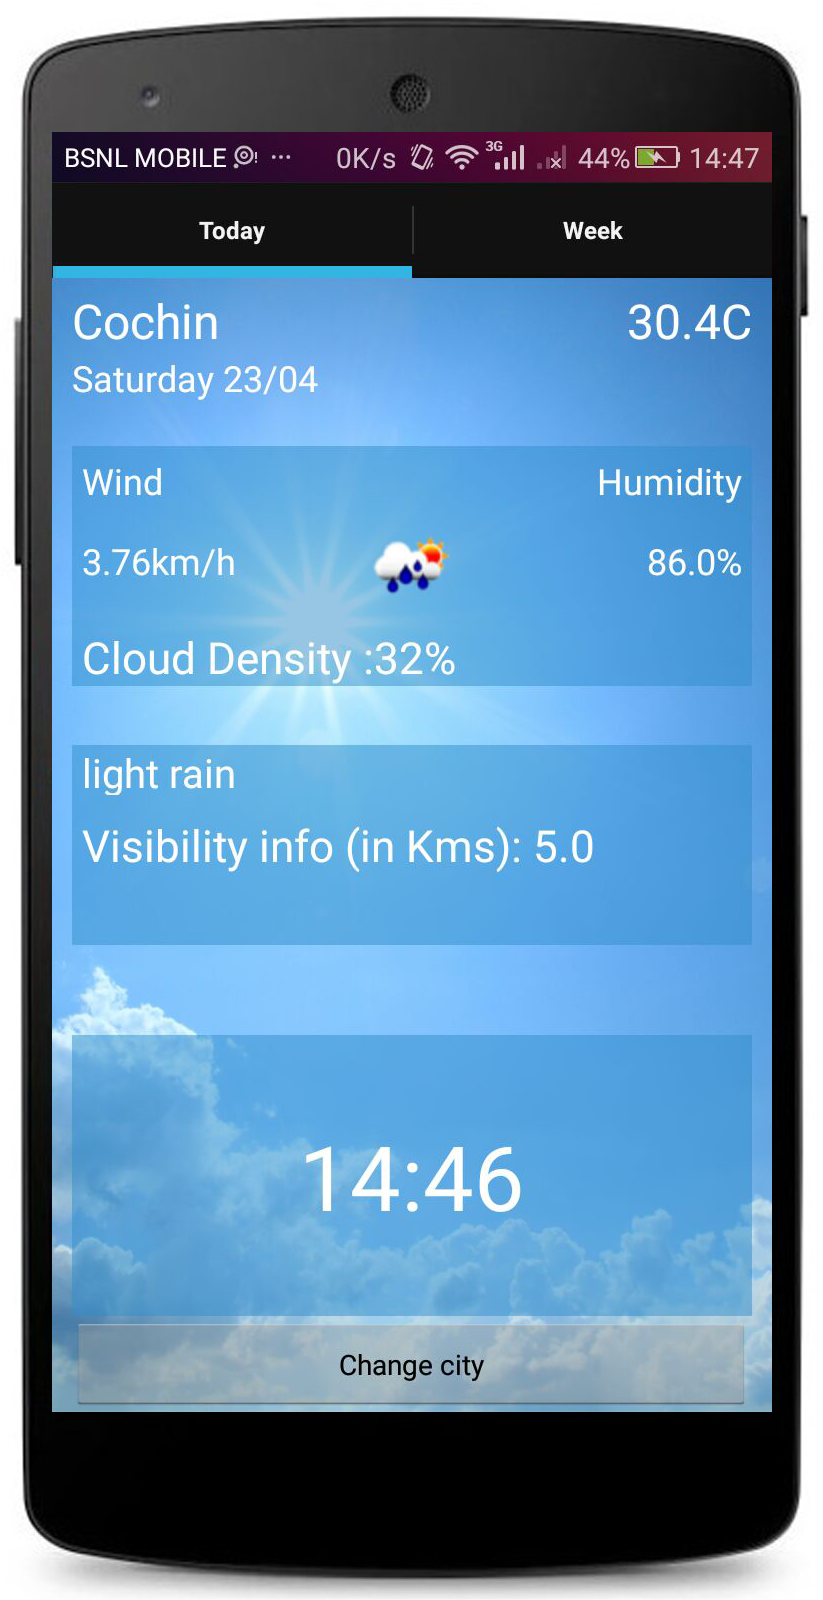 BSNL MOBILE ! ... 0K/s 3G 44% 14:47
Today Week
Cochin 30.4C
Saturday 23/04
Wind Humidity
3.76km/h 86.0%
Cloud Density :32%
light rain
Visibility info (in Kms): 5.0
14:46
Change city